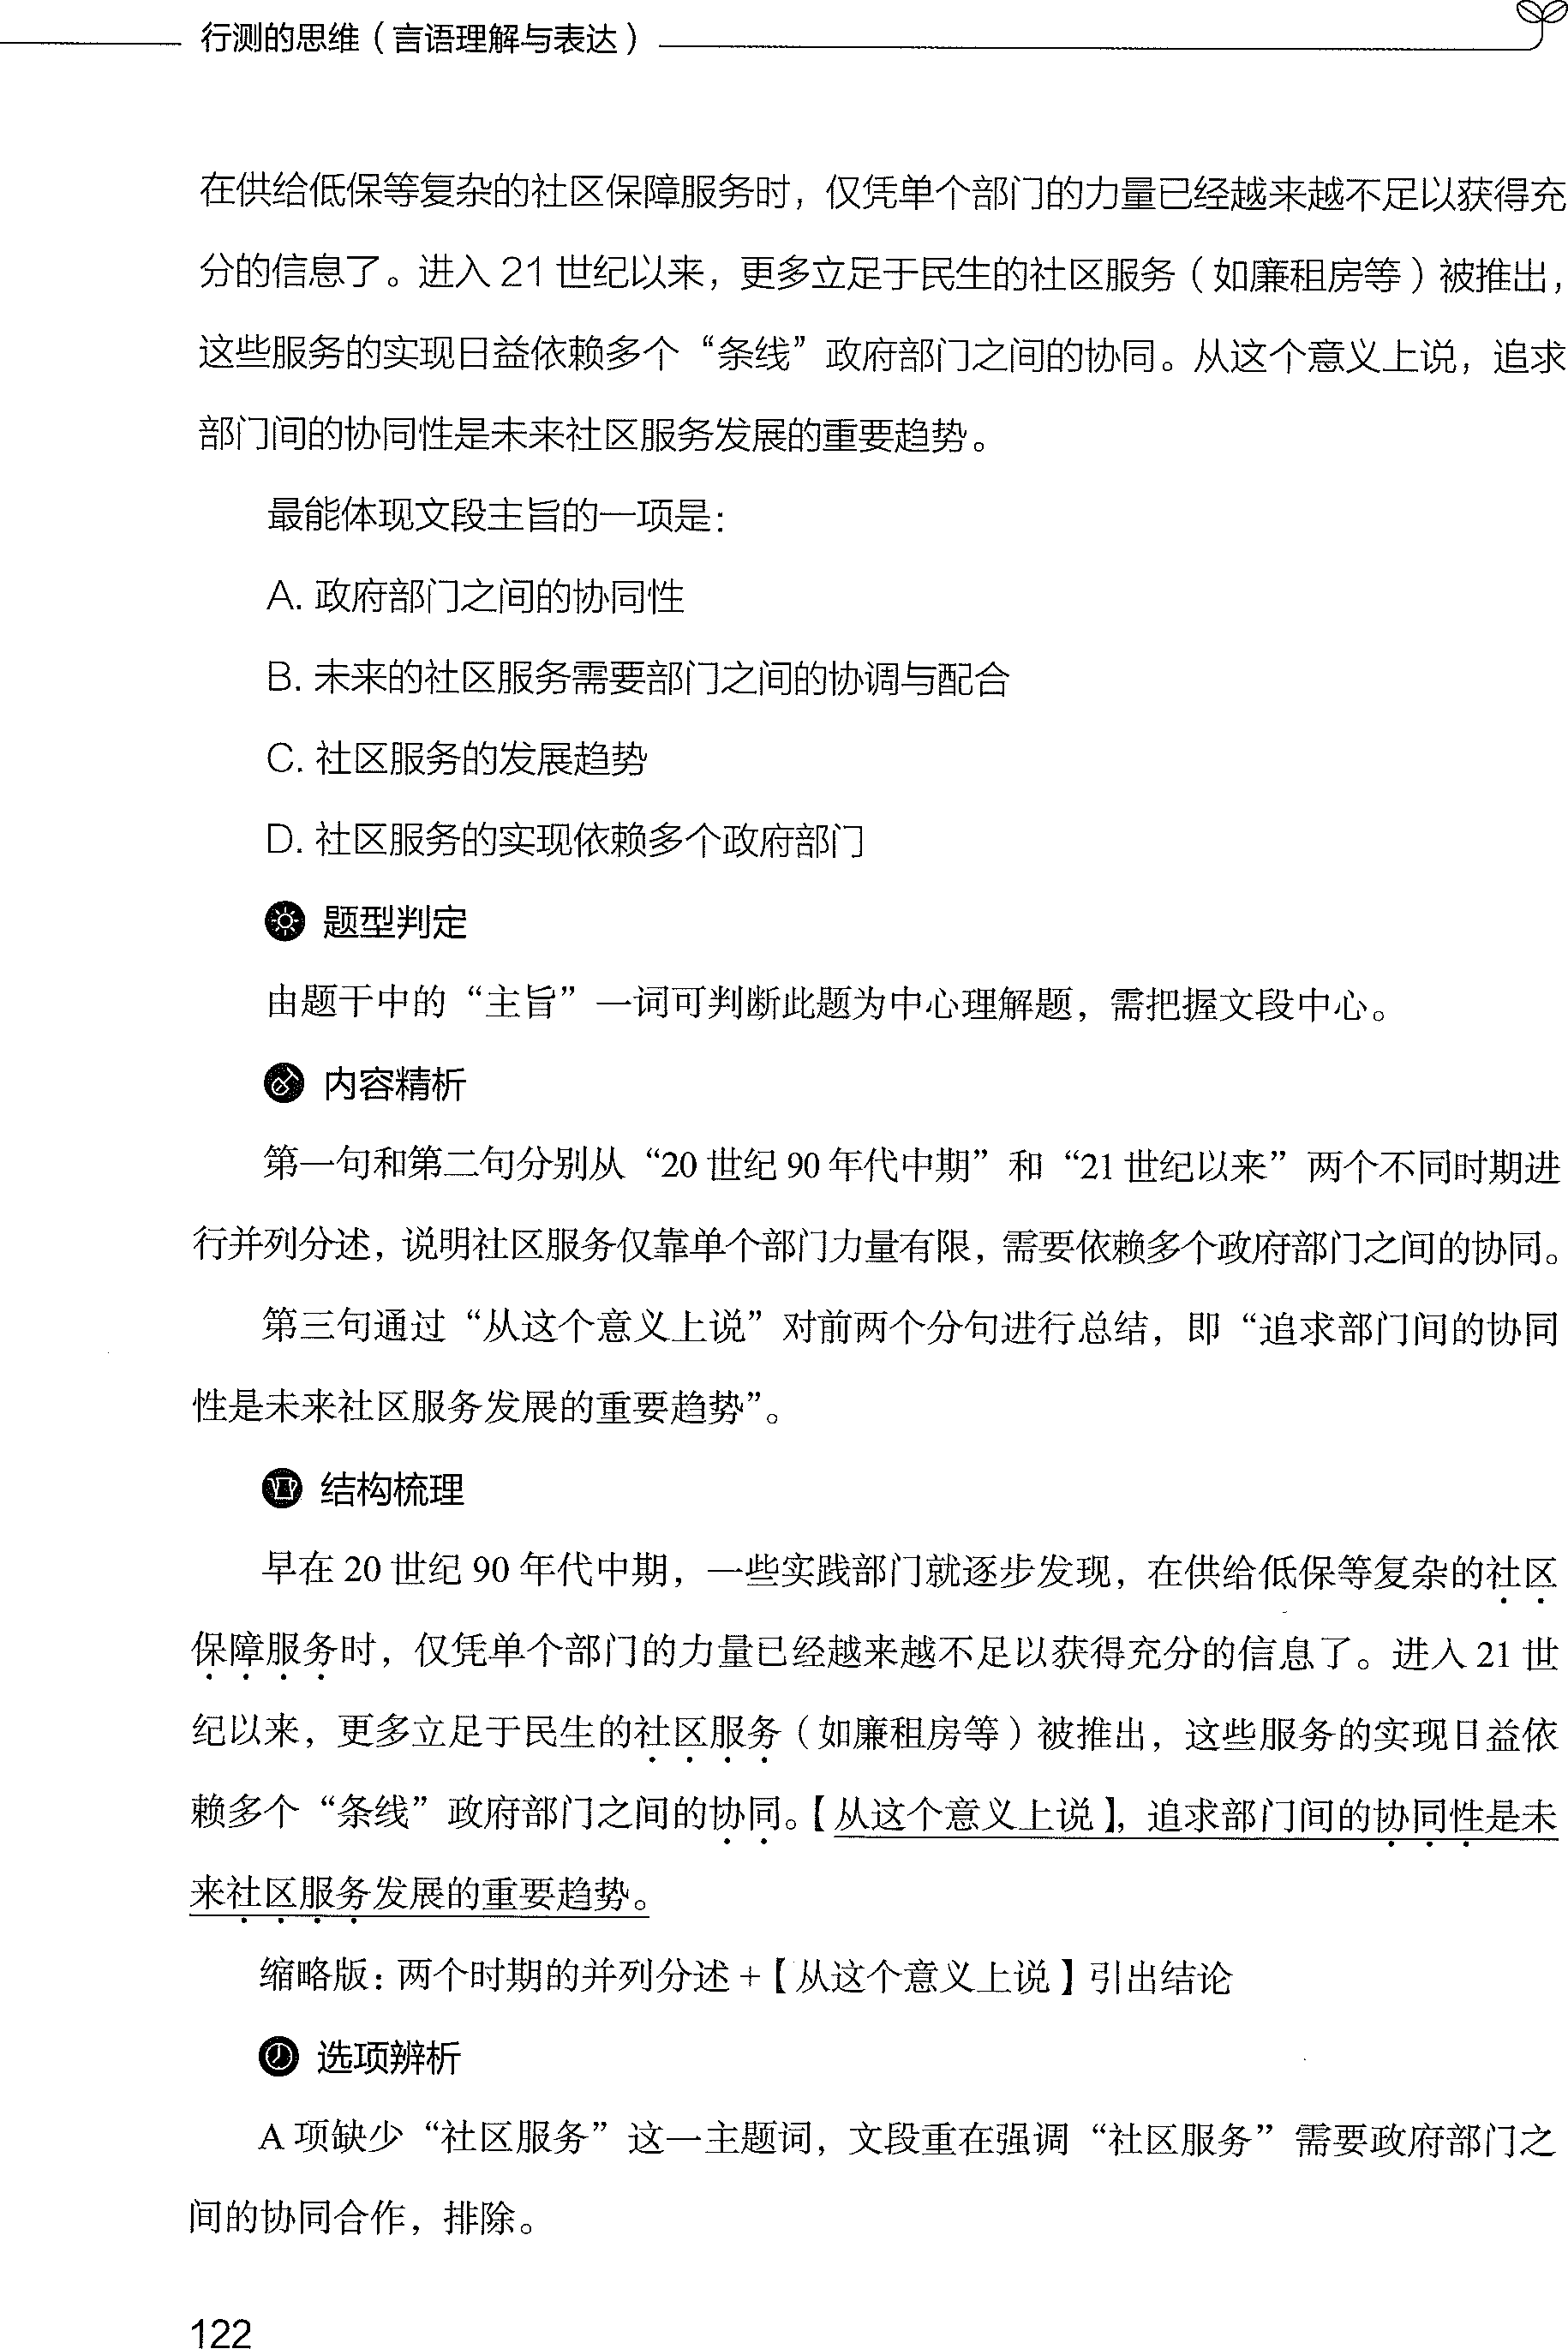 行测的思维（言语理解与表达）
在供给低保等复杂的社区保障服务时，仅凭单个部门的力量已经越来越不足以获得充
分的信息了。进入 21 世纪以来，更多立足于民生的社区服务（如廉租房等）被推出，
这些服务的实现日益依赖多个“条线”政府部门之间的协同。从这个意义上说，追求
部门间的协同性是未来社区服务发展的重要趋势。
最能体现文段主旨的一项是：
A. 政府部门之间的协同性
B. 未来的社区服务需要部门之间的协调与配合
C. 社区服务的发展趋势
D. 社区服务的实现依赖多个政府部门
题型判定
由题干中的“主旨”一词可判断此题为中心理解题，需把握文段中心。
内容精析
第一句和第二句分别从“20 世纪 90 年代中期”和“21 世纪以来”两个不同时期进
行并列分述，说明社区服务仅靠单个部门力量有限，需要依赖多个政府部门之间的协同。
第三句通过“从这个意义上说”对前两个分句进行总结，即“追求部门间的协同
性是未来社区服务发展的重要趋势”。
结构梳理
早在 20 世纪 90 年代中期，一些实践部门就逐步发现，在供给低保等复杂的社区
保障服务时，仅凭单个部门的力量已经越来越不足以获得充分的信息了。进入 21 世
纪以来，更多立足于民生的社区服务（如廉租房等）被推出，这些服务的实现日益依
赖多个“条线”政府部门之间的协同。【从这个意义上说】，追求部门间的协同性是未
来社区服务发展的重要趋势。
缩略版：两个时期的并列分述 +【从这个意义上说】引出结论
选项辨析
A 项缺少“社区服务”这一主题词，文段重在强调“社区服务”需要政府部门之
间的协同合作，排除。
122